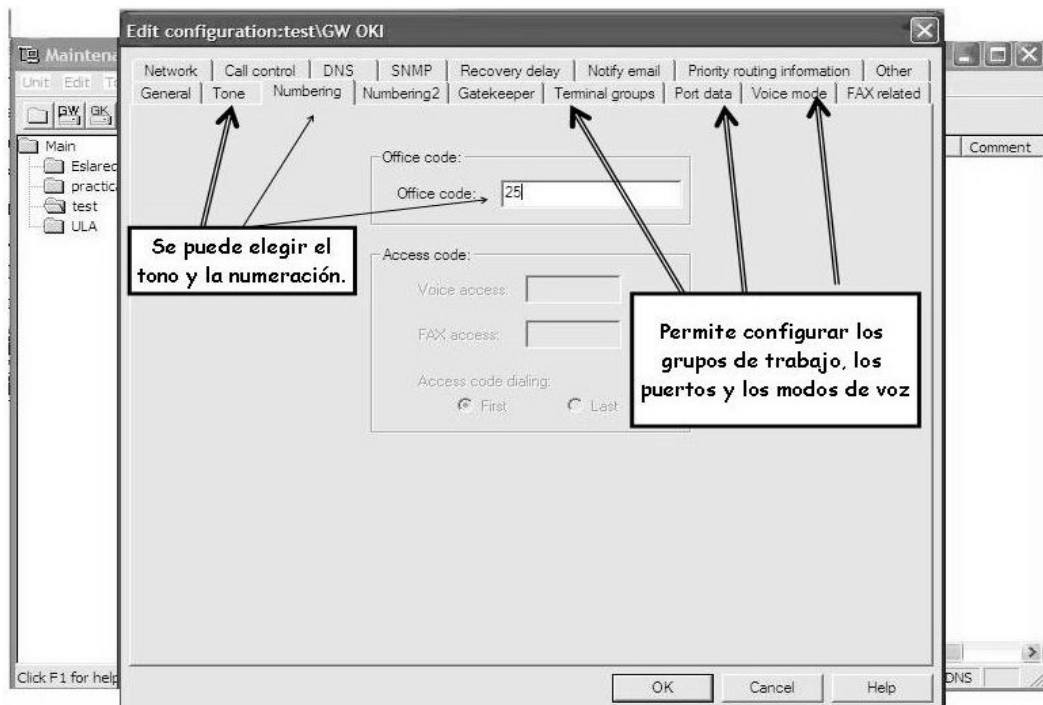 Edit configuration:test\GW OKI
Unit Edit
GW GK
Main
Eslared
test
ULA
Comment
Network Call control DNS SNMP Recovery delay Notify email Priority routing information Other
General Tone Numbering Numbering2 Gatekeeper Terminal groups Port data Voice mode FAX related
Office code:
Office code: 25
Se puede elegir el
tono y la numeración.
Access code:
Voice access:
FAX access:
Access code dialing:
First Last
Permite configurar los
grupos de trabajo, los
puertos y los modos de voz
Click F1 for help
DNS
OK Cancel Help